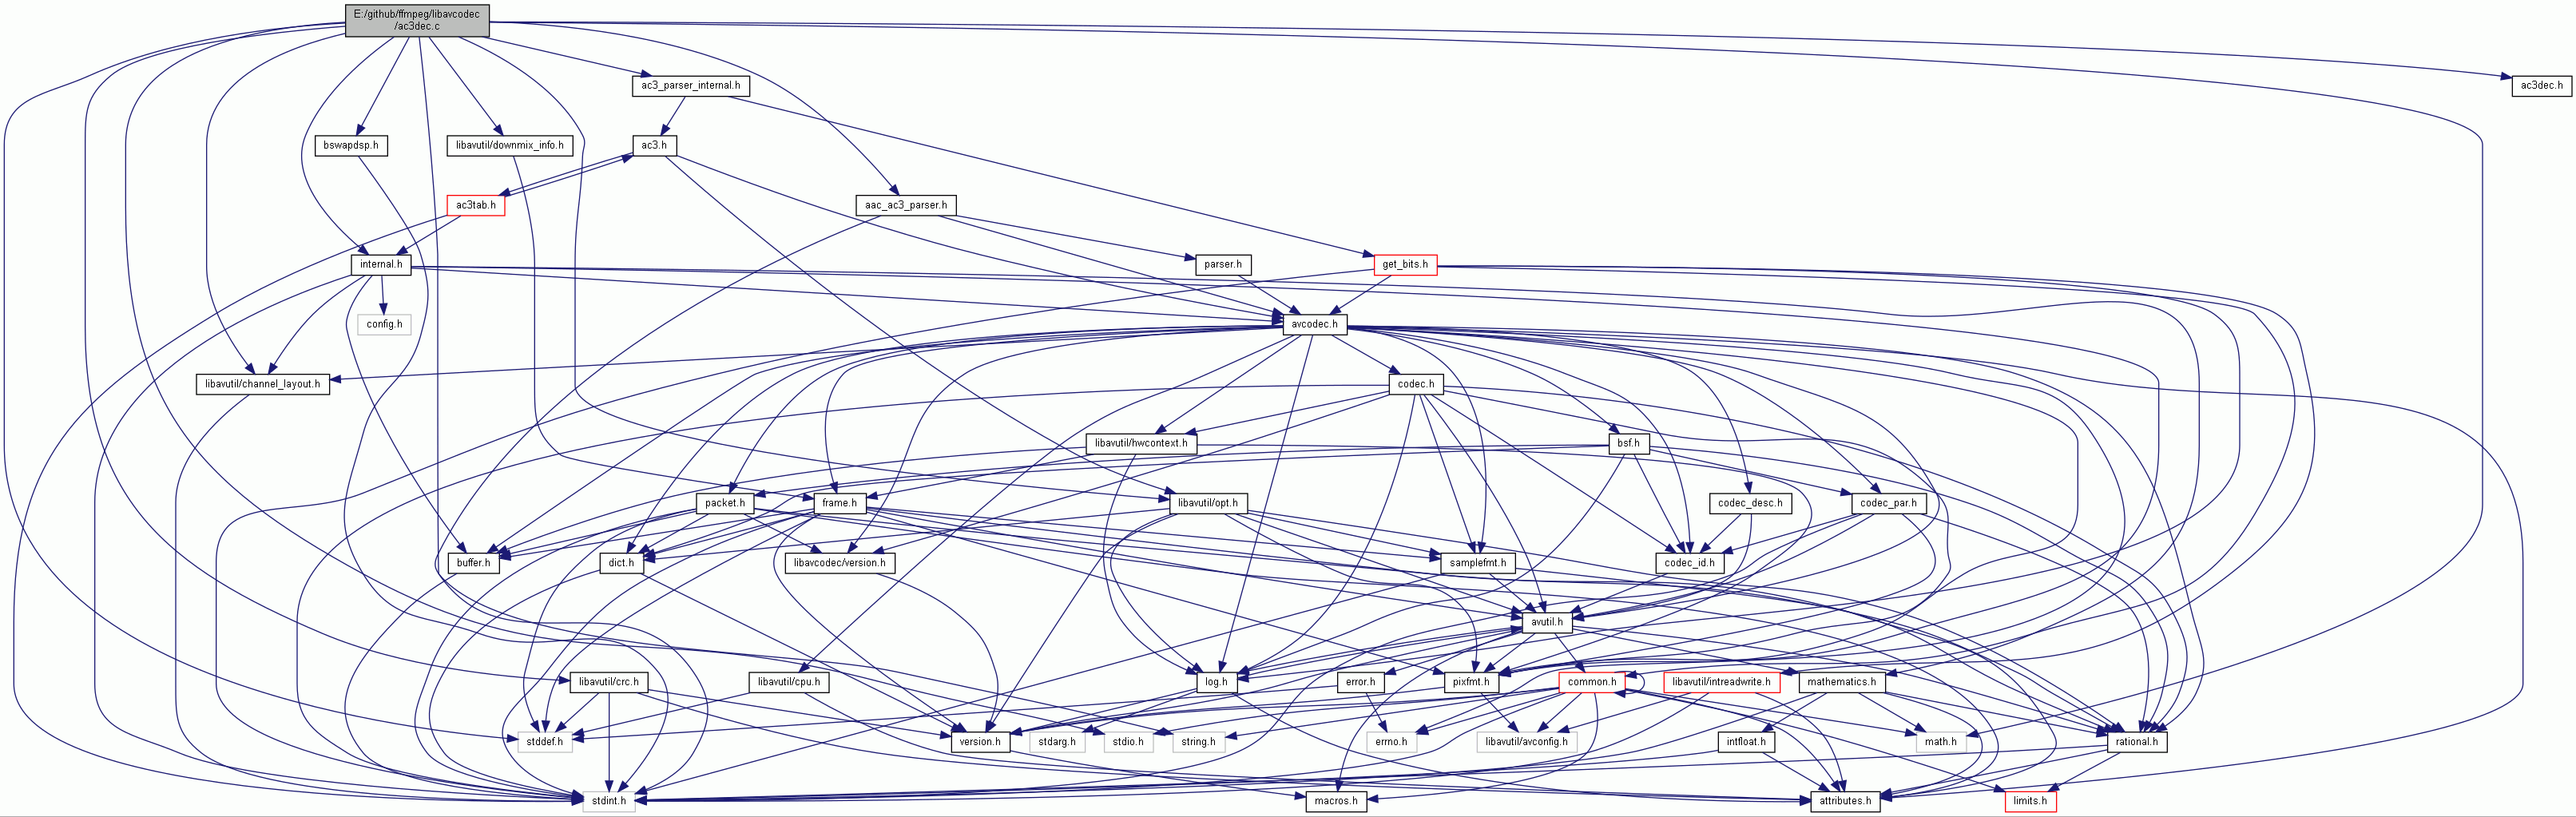 E:/github/ffmpeg/libavcodec
/ac3dec.c
ac3_parser_internal.h
ac3dec.h
bswapdsp.h
libavutil/downmix_info.h
ac3.h
ac3tab.h
aac_ac3_parser.h
internal.h
parser.h
get_bits.h
config.h
avcodec.h
libavutil/channel_layout.h
codec.h
libavutil/hwcontext.h
bsf.h
packet.h
frame.h
libavutil/opt.h
codec_desc.h
codec_par.h
buffer.h
dict.h
libavcodec/version.h
samplefmt.h
codec_id.h
avutil.h
libavutil/crc.h
libavutil/cpu.h
log.h
error.h
pixfmt.h
common.h
libavutil/intreadwrite.h
mathematics.h
stddef.h
version.h
stdarg.h
stdio.h
string.h
errno.h
libavutil/avconfig.h
intfloat.h
math.h
rational.h
stdint.h
macros.h
attributes.h
limits.h